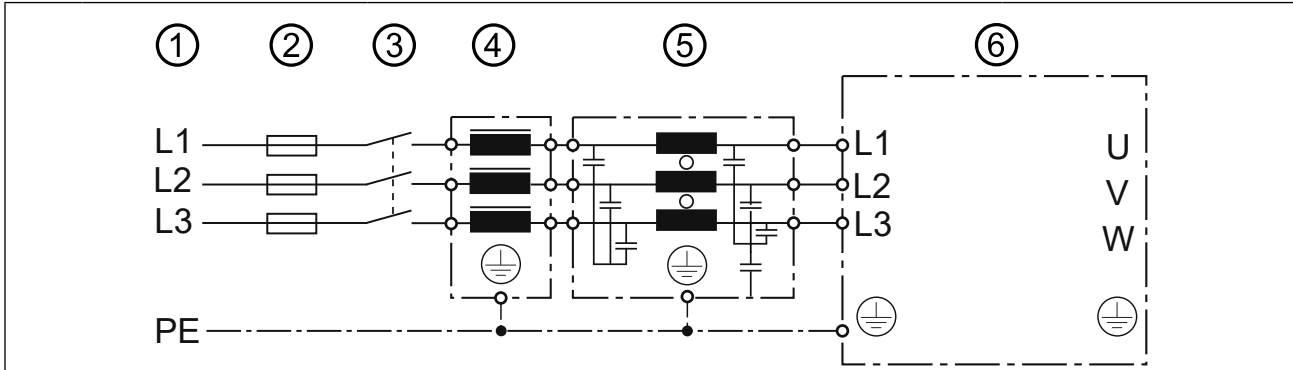 ① ② ③ ④ ⑤ ⑥
L1 L1 U
L2 L2 V
L3 L3 W
PE